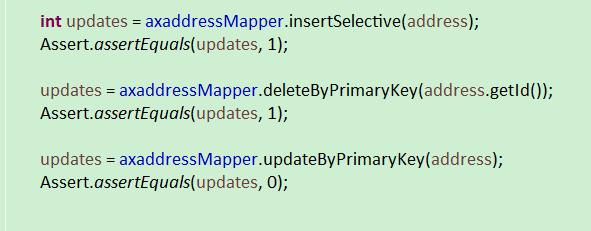 int updates = axaddressMapper.insertSelective(address);
Assert.assertEquals(updates, 1);
updates = axaddressMapper.deleteByPrimaryKey(address.getId());
Assert.assertEquals(updates, 1);
updates = axaddressMapper.updateByPrimaryKey(address);
Assert.assertEquals(updates, 0);